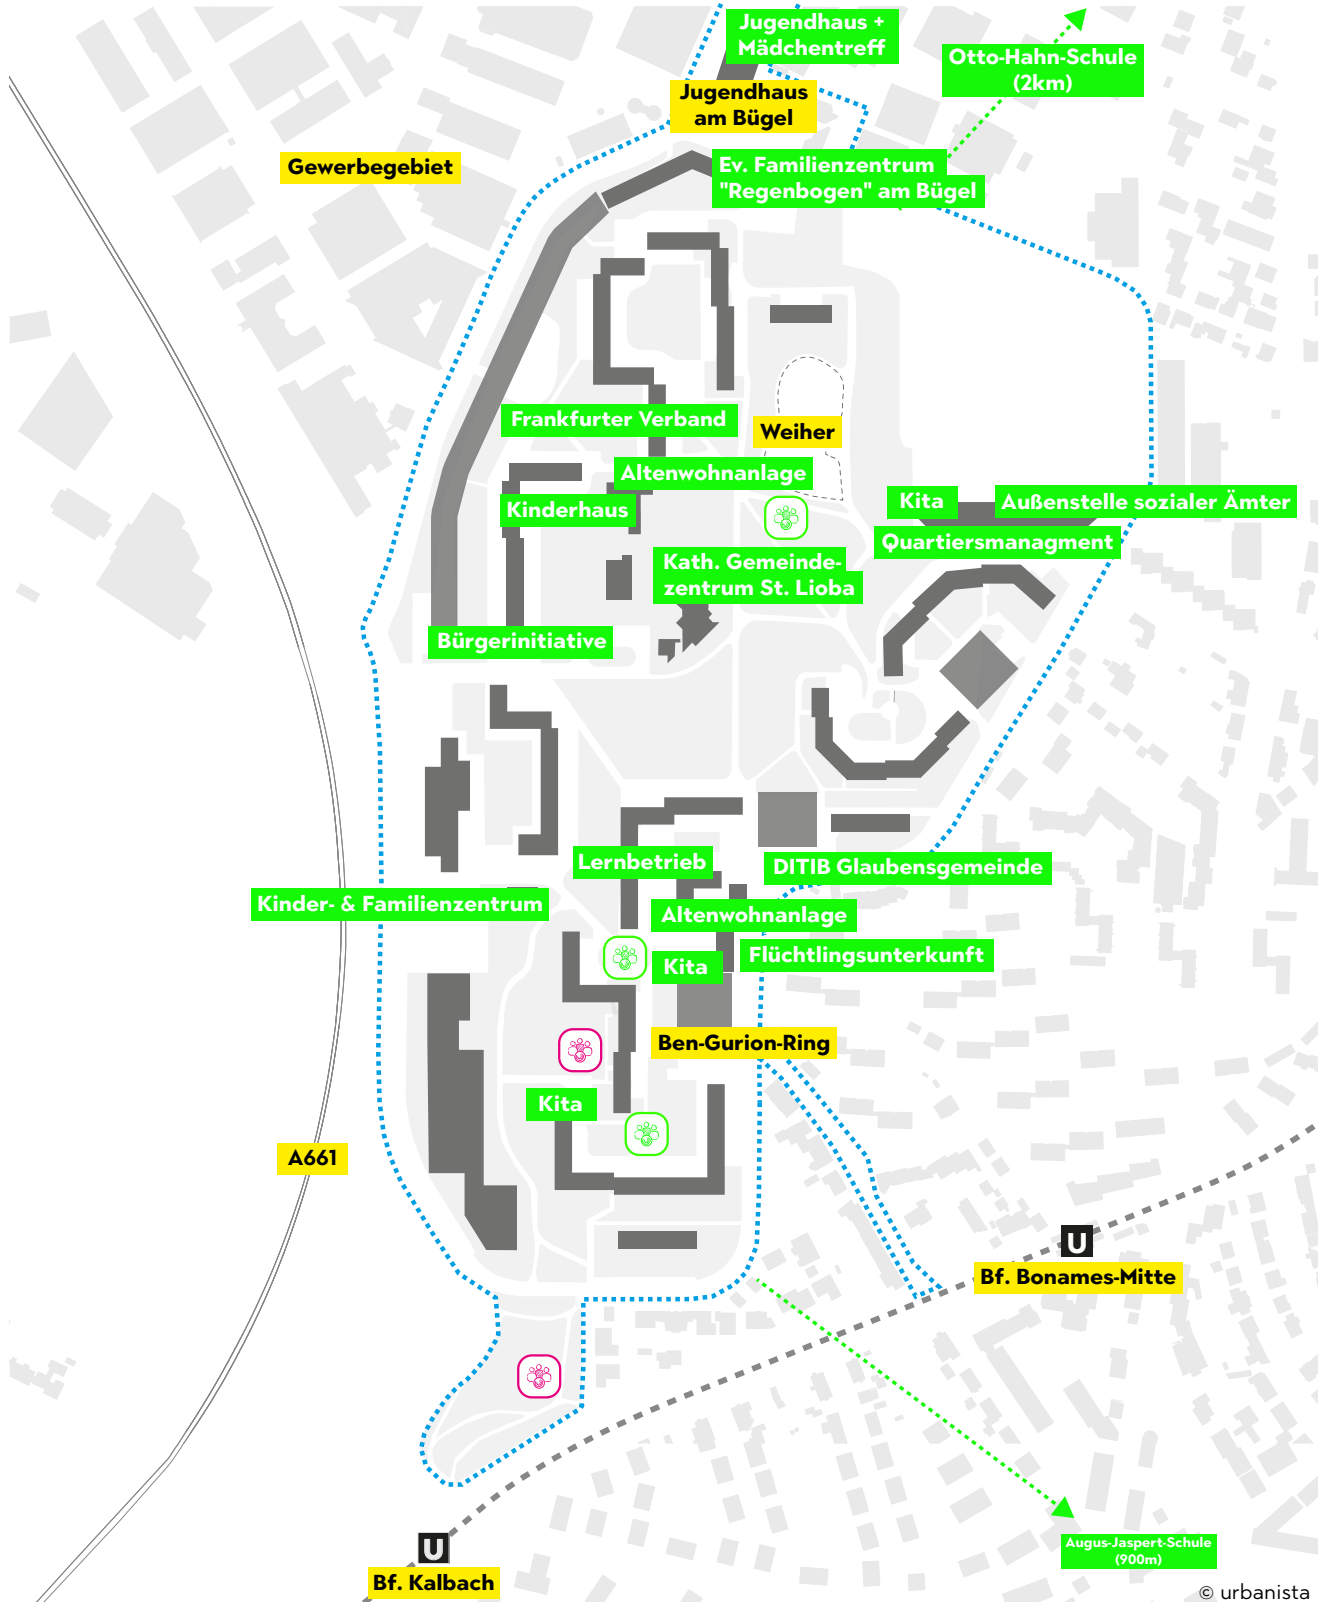 Jugendhaus +
Mädchentreff
Otto-Hahn-Schule
(2km)
Jugendhaus
am Bügel
Gewerbegebiet
Ev. Familienzentrum
"Regenbogen" am Bügel
Frankfurter Verband
Weiher
Altenwohnanlage
Kinderhaus
Kita
Außenstelle sozialer Ämter
Quartiersmanagment
Kath. Gemeinde-
zentrum St. Lioba
Bürgerinitiative
Lernbetrieb
DITIB Glaubensgemeinde
Kinder- & Familienzentrum
Altenwohnanlage
Flüchtlingsunterkunft
Kita
Ben-Gurion-Ring
Kita
A661
U
Bf. Bonames-Mitte
U
Bf. Kalbach
Augus-Jaspert-Schule
(900m)
© urbanista